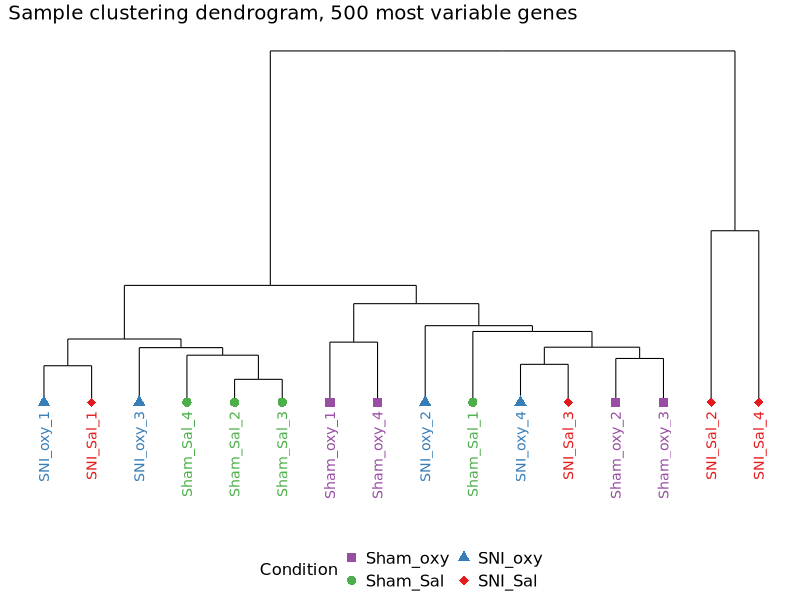 Sample clustering dendrogram, 500 most variable genes
SNI_oxy_1
SNI_Sal_1
SNI_oxy_3
Sham_Sal_4
Sham_Sal_2
Sham_Sal_3
Sham_oxy_1
Sham_oxy_4
SNI_oxy_2
Sham_Sal_1
SNI_oxy_4
SNI_Sal_3
Sham_oxy_2
Sham_oxy_3
SNI_Sal_2
SNI_Sal_4
Condition
Sham_oxy
SNI_oxy
Sham_Sal
SNI_Sal